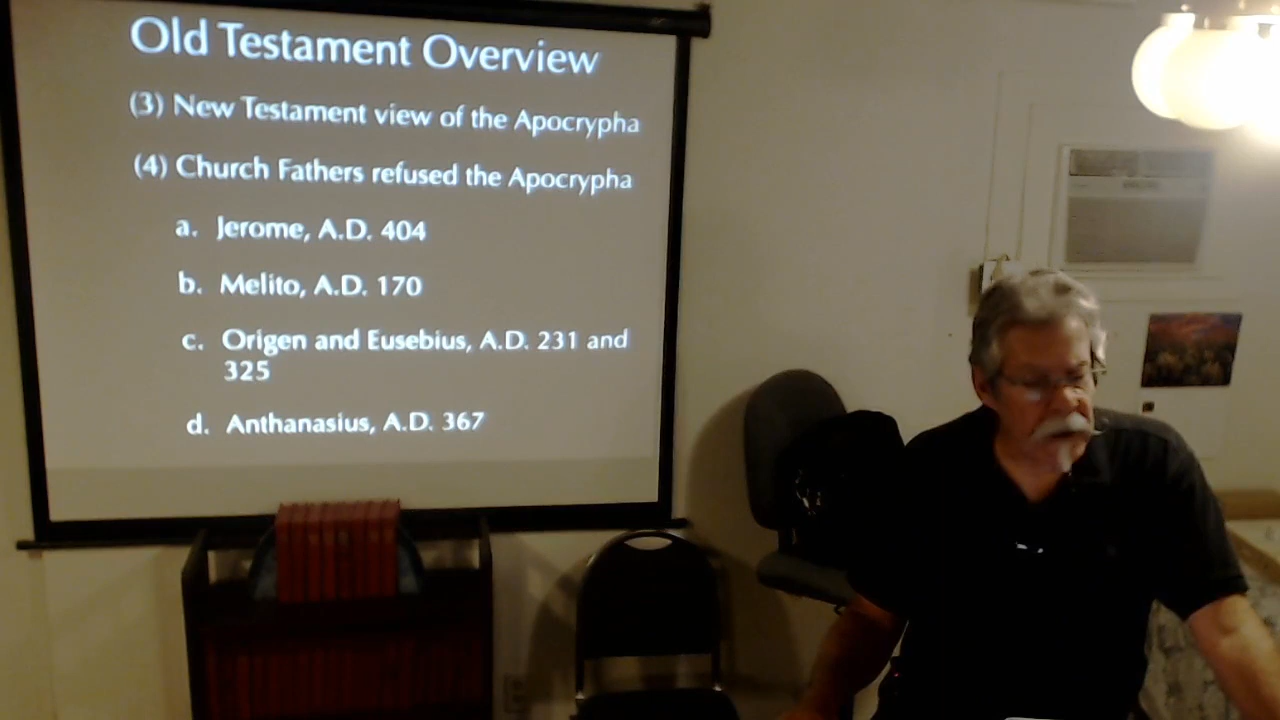 Old Testament Overview
(3) New Testament view of the Apocrypha
(4) Church Fathers refused the Apocrypha
a. Jerome, A.D. 404
b. Melito, A.D. 170
c. Origen and Eusebius, A.D. 231 and
325
d. Anthanasius, A.D. 367